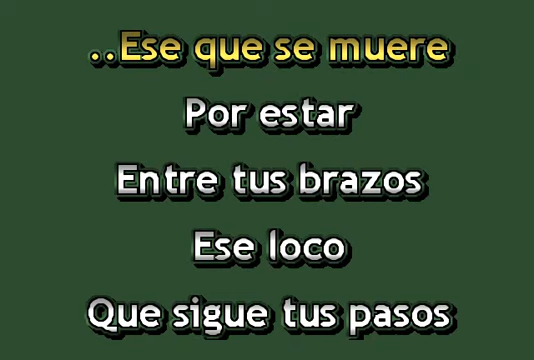 ..Ese que se muere
Por estar
Entre tus brazos
Ese loco
Que sigue tus pasos